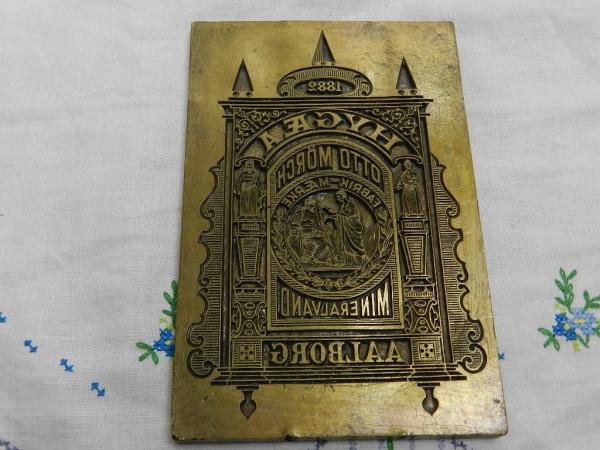 1882
HYGÆA
OTTO MÖRCH
FABRIK MÆRKE
MINERALVAND
AALBORG